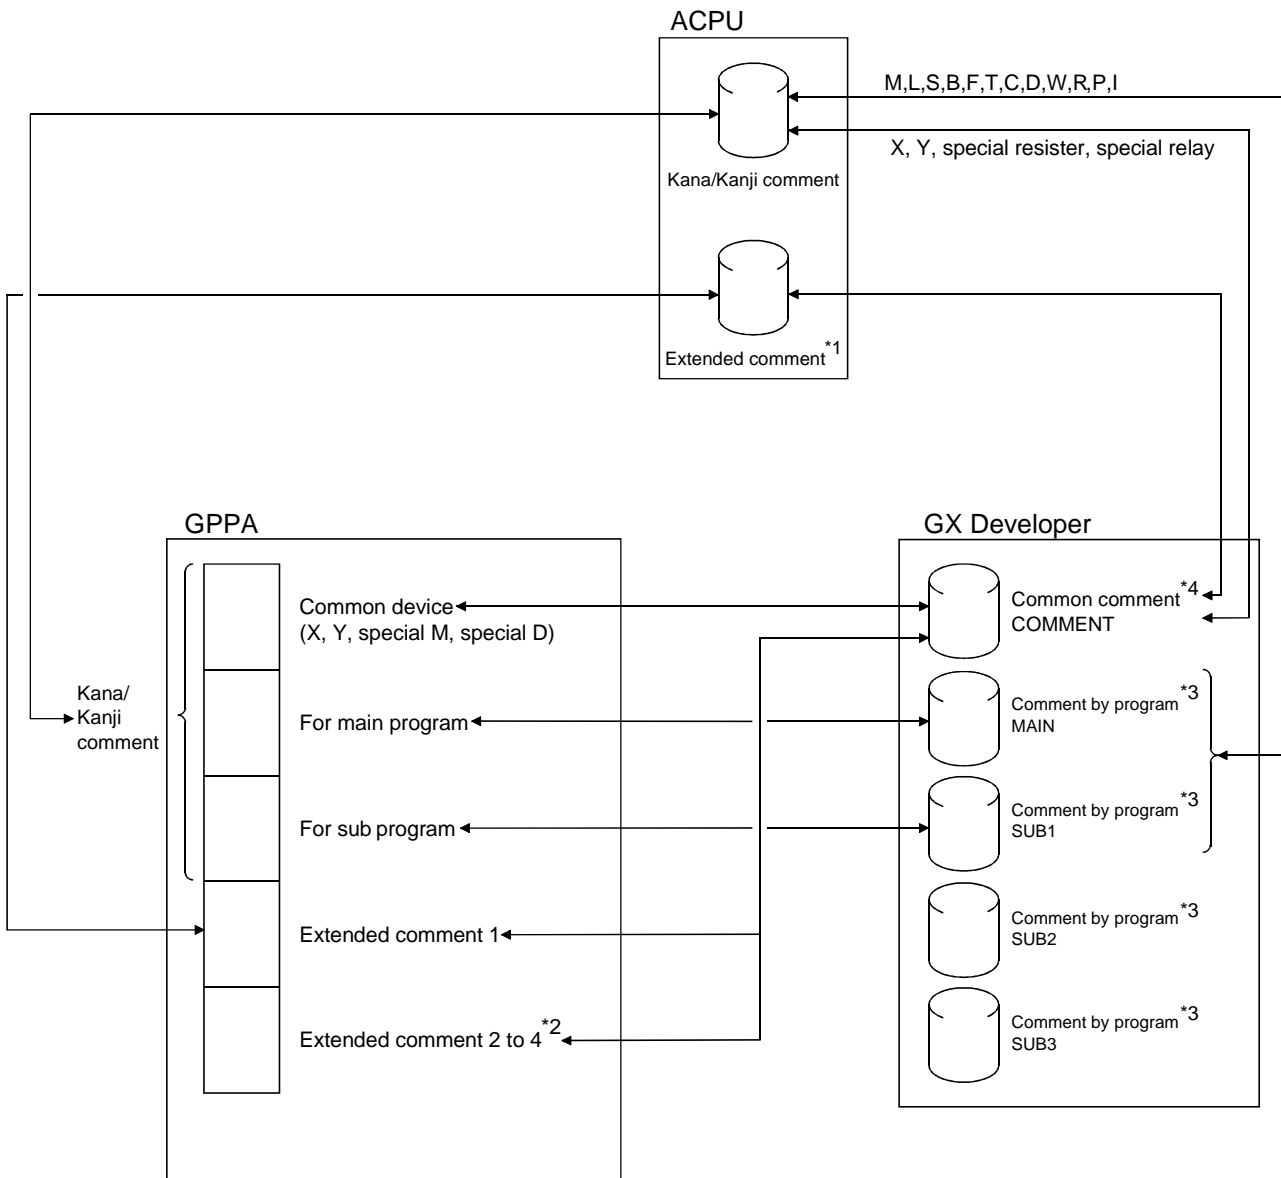 ACPU
M,L,S,B,F,T,C,D,W,R,P,I
X, Y, special resister, special relay
Kana/Kanji comment
Extended comment*1
GPPA
Common device
(X, Y, special M, special D)
Kana/
Kanji
comment
For main program
For sub program
Extended comment 1
Extended comment 2 to 4*2
GX Developer
Common comment*4
COMMENT
Comment by program*3
MAIN
Comment by program*3
SUB1
Comment by program*3
SUB2
Comment by program*3
SUB3